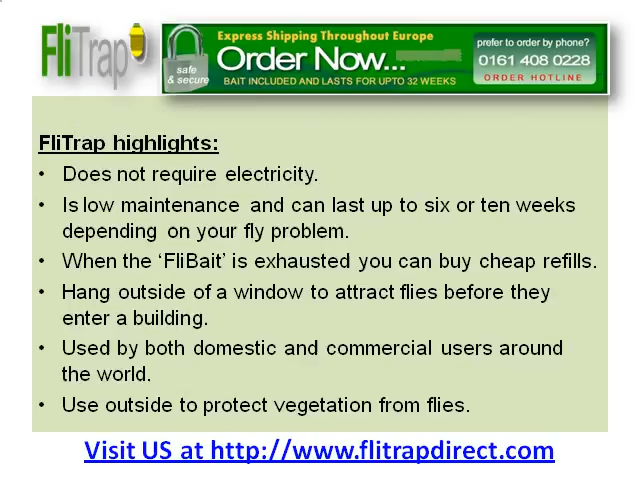 FliTrap
Express Shipping Throughout Europe
Order Now...
BAIT INCLUDED AND LASTS FOR UPTO 32 WEEKS
safe
& secure
prefer to order by phone?
0161 408 0228
ORDER HOTLINE
FliTrap highlights:
• Does not require electricity.
• Is low maintenance and can last up to six or ten weeks
depending on your fly problem.
• When the ‘FliBait’ is exhausted you can buy cheap refills.
• Hang outside of a window to attract flies before they
enter a building.
• Used by both domestic and commercial users around
the world.
• Use outside to protect vegetation from flies.
Visit US at http://www.flitrapdirect.com